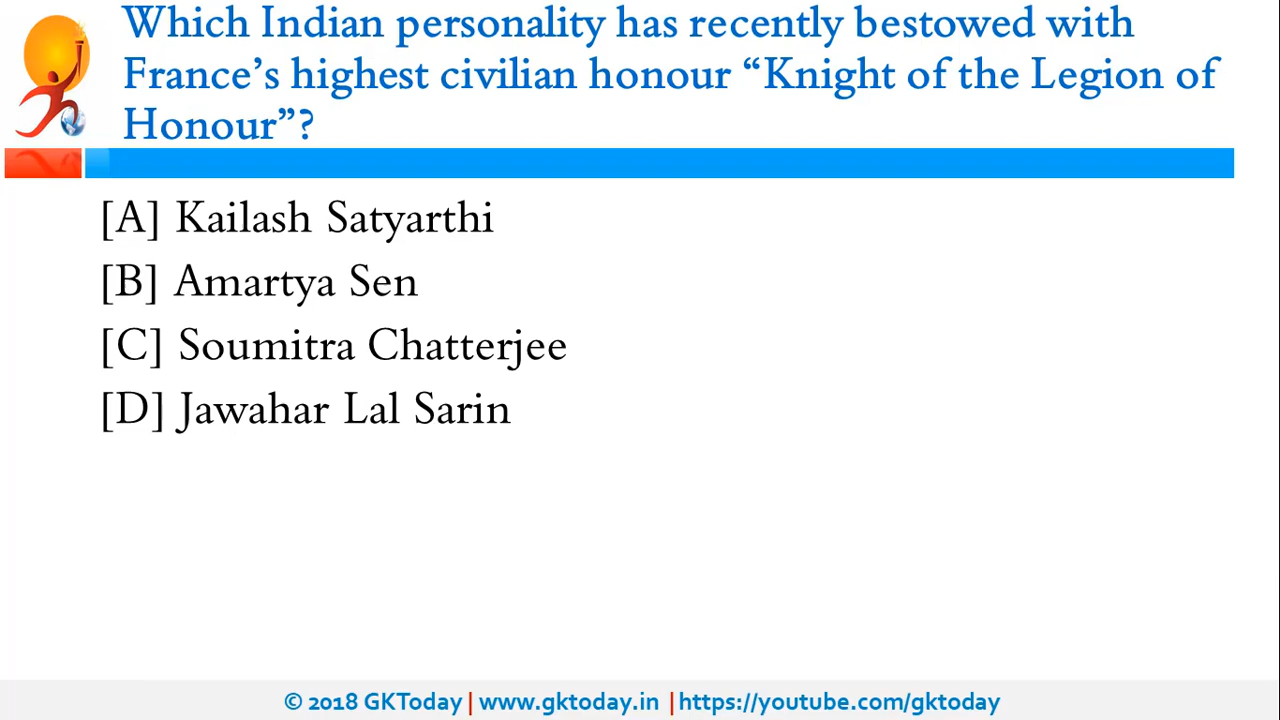 Which Indian personality has recently bestowed with
France’s highest civilian honour “Knight of the Legion of
Honour”?
[A] Kailash Satyarthi
[B] Amartya Sen
[C] Soumitra Chatterjee
[D] Jawahar Lal Sarin
© 2018 GKToday | www.gktoday.in | https://youtube.com/gktoday